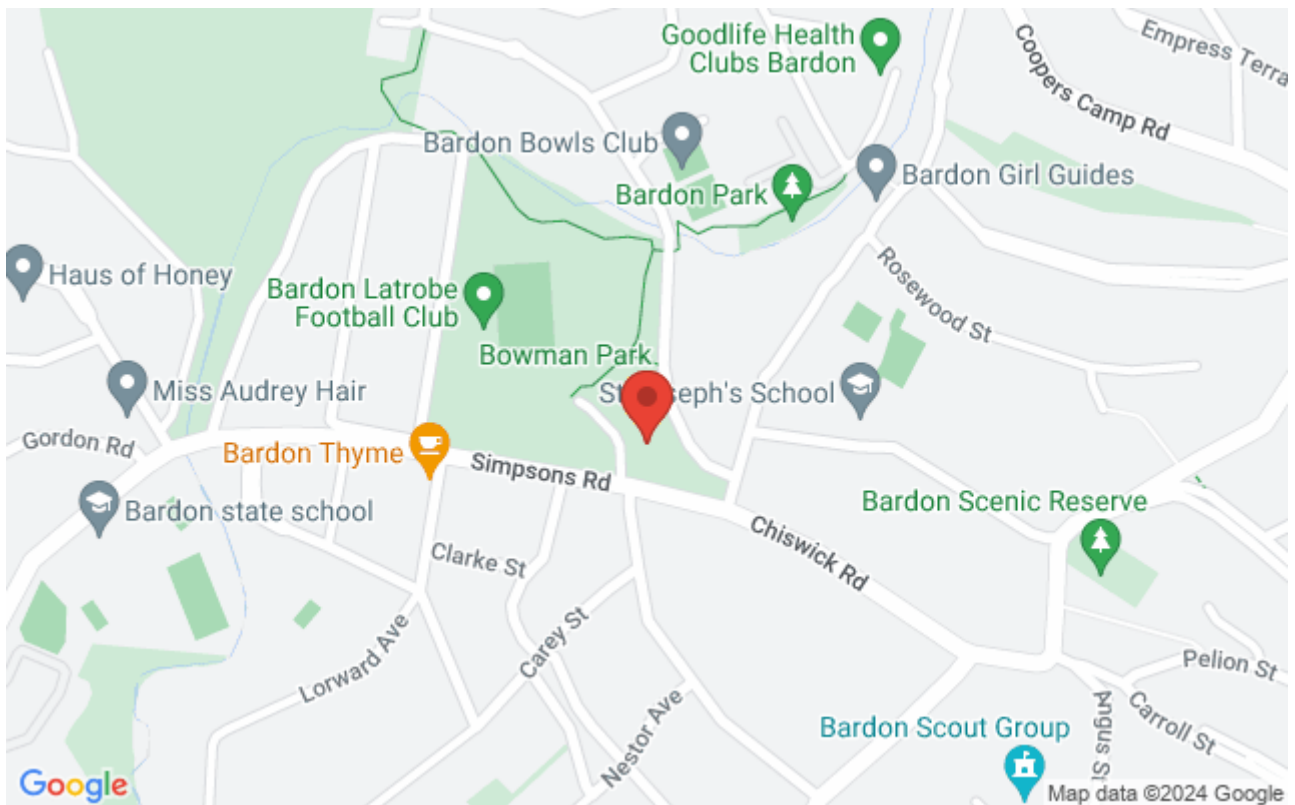 Goodlife Health
Clubs Bardon
Empress Terra
Coopers Camp Rd
Bardon Bowls Club
Bardon Park
Bardon Girl Guides
Haus of Honey
Bardon Latrobe
Football Club
Rosewood St
Bowman Park
Miss Audrey Hair
St seph's School
Gordon Rd
Bardon Thyme
Simpsons Rd
Bardon state school
Bardon Scenic Reserve
Chiswick Rd
Clarke St
Carey St
Lorward Ave
Nestor Ave
Pelion St
Angus St
Carroll St
Bardon Scout Group
Google
Map data ©2024 Google